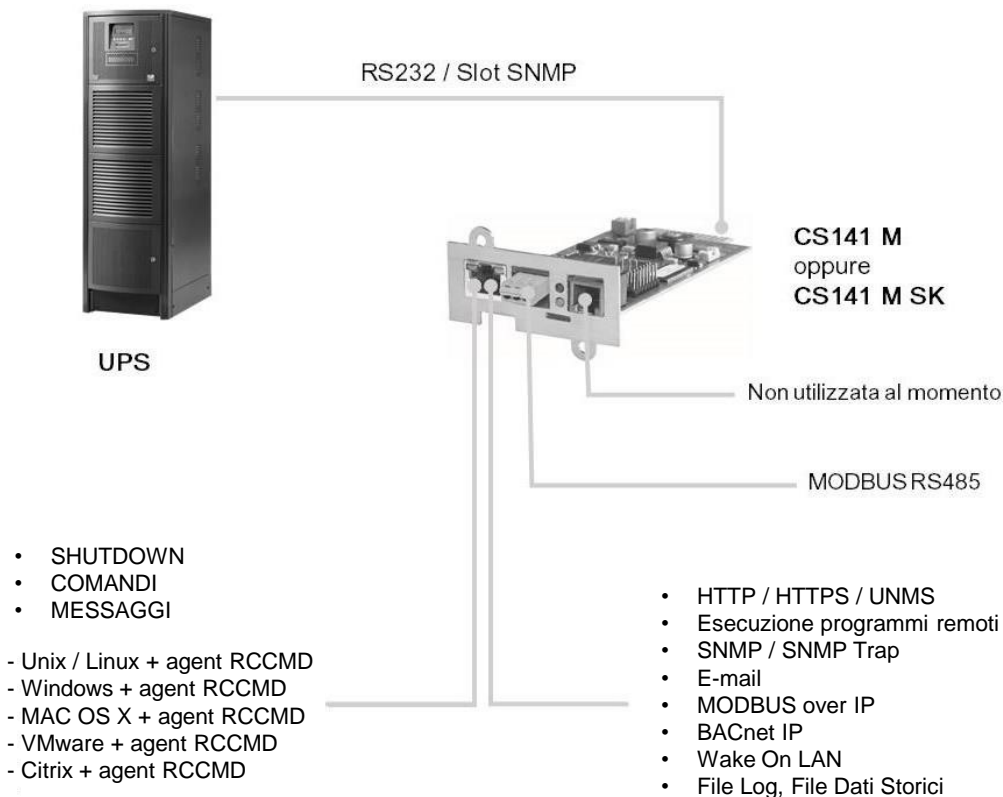 RS232 / Slot SNMP
CS141 M
oppure
CS141 M SK
UPS
Non utilizzata al momento
MODBUS RS485
• SHUTDOWN
• COMANDI
• MESSAGGI
- Unix / Linux + agent RCCMD
- Windows + agent RCCMD
- MAC OS X + agent RCCMD
- VMware + agent RCCMD
- Citrix + agent RCCMD
• HTTP / HTTPS / UNMS
• Esecuzione programmi remoti
• SNMP / SNMP Trap
• E-mail
• MODBUS over IP
• BACnet IP
• Wake On LAN
• File Log, File Dati Storici